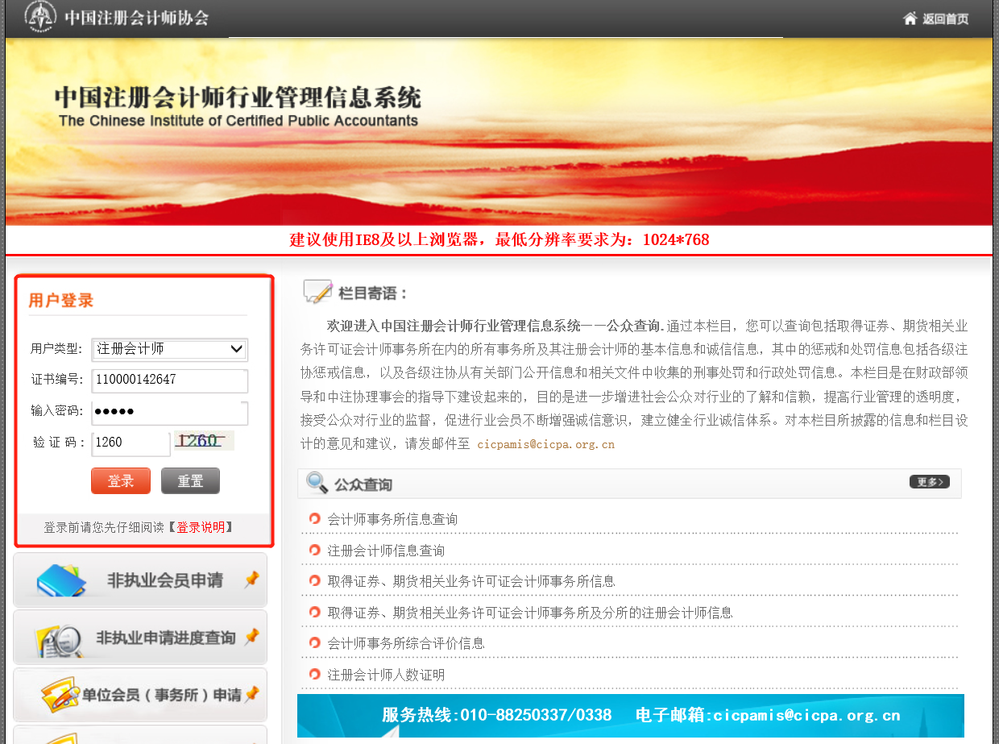 中国注册会计师协会
返回首页
中国注册会计师行业管理信息系统
The Chinese Institute of Certified Public Accountants
建议使用IE8及以上浏览器，最低分辨率要求为：1024*768
用户登录
用户类型: 注册会计师
证书编号: 110000142647
输入密码: ●●●●●
验 证 码： 1260 1260
登录 重置
登录前请您先仔细阅读【登录说明】
非执业会员申请
非执业申请进度查询
单位会员（事务所）申请
栏目寄语：
欢迎进入中国注册会计师行业管理信息系统——公众查询.通过本栏目，您可以查询包括取得证券、期货相关业
务许可证会计师事务所在内的所有事务所及其注册会计师的基本信息和诚信信息，其中的惩戒和处罚信息包括各级注
协惩戒信息，以及各级注协从有关部门公开信息和相关文件中收集的刑事处罚和行政处罚信息。本栏目是在财政部领
导和中注协理事会的指导下建设起来的，目的是进一步增进社会公众对行业的了解和信赖，提高行业管理的透明度，
接受公众对行业的监督，促进行业会员不断增强诚信意识，建立健全行业诚信体系。对本栏目所披露的信息和栏目设
计的意见和建议，请发邮件至 cicpamis@cicpa.org.cn
公众查询
更多>
会计师事务所信息查询
注册会计师信息查询
取得证券、期货相关业务许可证会计师事务所信息
取得证券、期货相关业务许可证会计师事务所及分所的注册会计师信息
会计师事务所综合评价信息
注册会计师人数证明
服务热线:010-88250337/0338 电子邮箱:cicpamis@cicpa.org.cn